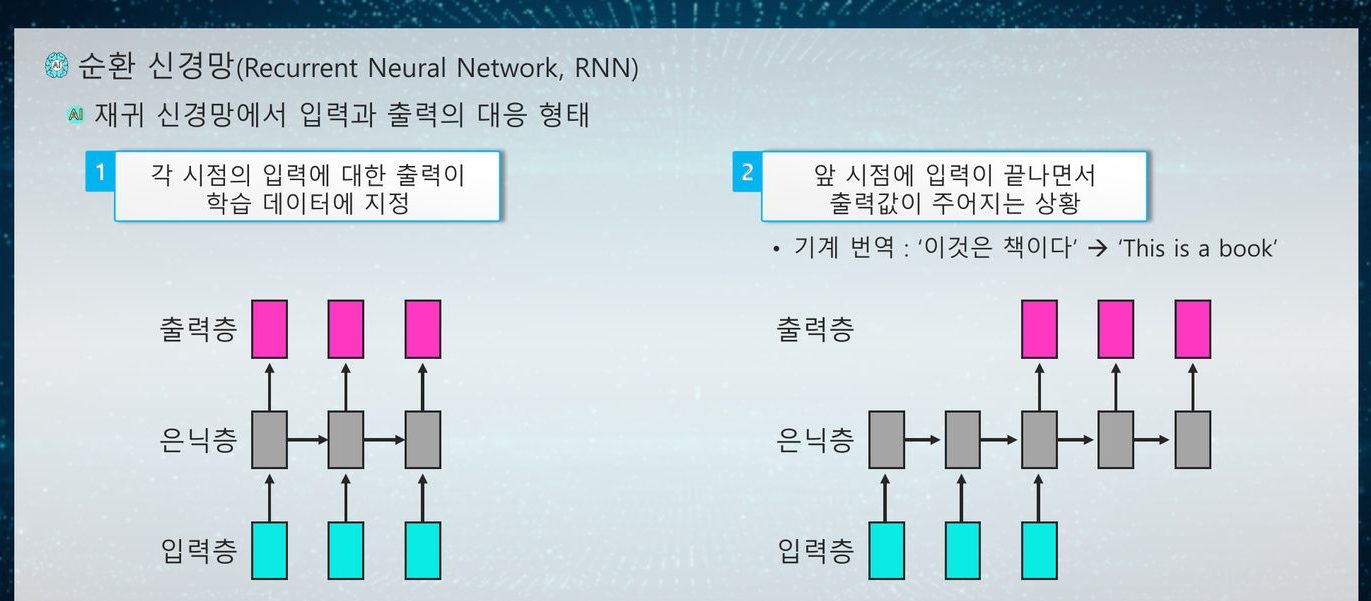 순환 신경망(Recurrent Neural Network, RNN)
AI 재귀 신경망에서 입력과 출력의 대응 형태
1 각 시점의 입력에 대한 출력이
학습 데이터에 지정
출력층
은닉층
입력층
2 앞 시점에 입력이 끝나면서
출력값이 주어지는 상황
• 기계 번역 : ‘이것은 책이다’ → ‘This is a book’
출력층
은닉층
입력층